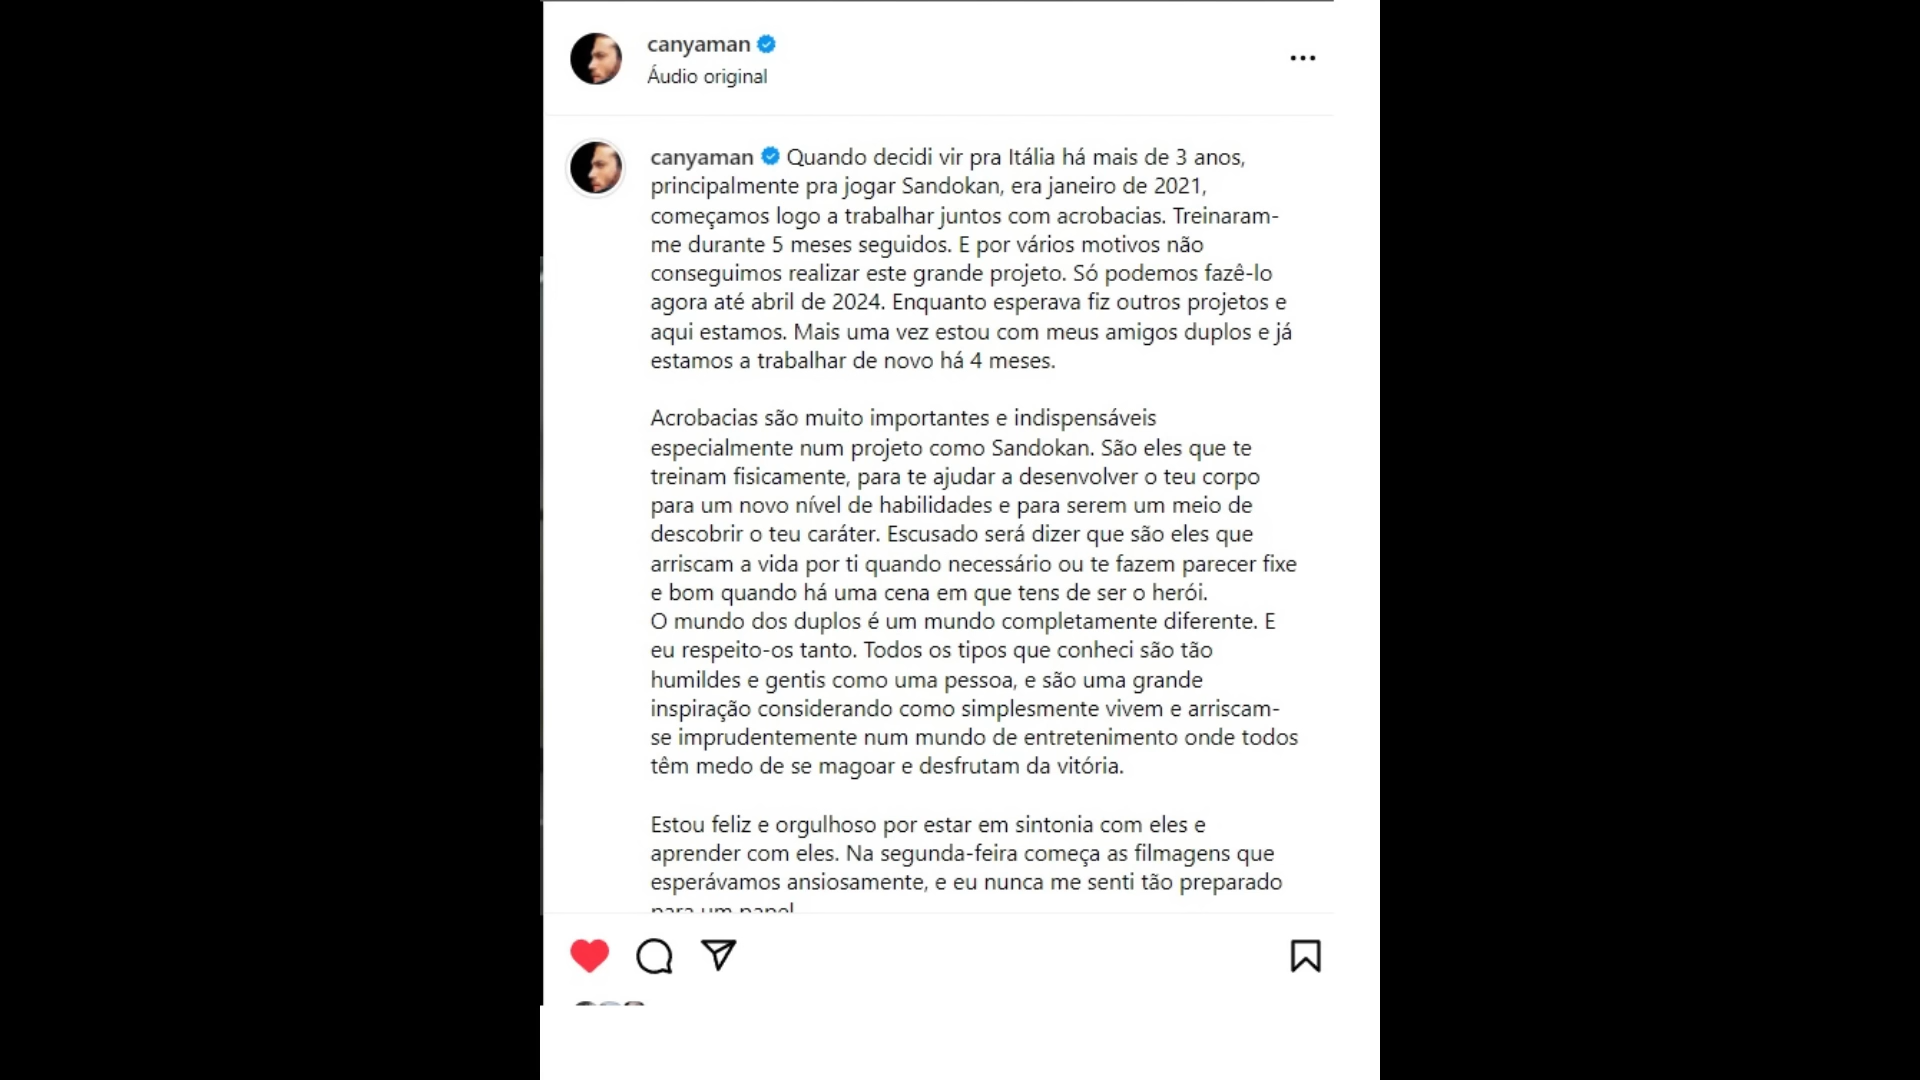 canyaman
Áudio original
canyaman Quando decidi vir pra Itália há mais de 3 anos,
principalmente pra jogar Sandokan, era janeiro de 2021,
começamos logo a trabalhar juntos com acrobacias. Treinaram-
me durante 5 meses seguidos. E por vários motivos não
conseguimos realizar este grande projeto. Só podemos fazê-lo
agora até abril de 2024. Enquanto esperava fiz outros projetos e
aqui estamos. Mais uma vez estou com meus amigos duplos e já
estamos a trabalhar de novo há 4 meses.
Acrobacias são muito importantes e indispensáveis
especialmente num projeto como Sandokan. São eles que te
treinam fisicamente, para te ajudar a desenvolver o teu corpo
para um novo nível de habilidades e para serem um meio de
descobrir o teu caráter. Escusado será dizer que são eles que
arriscam a vida por ti quando necessário ou te fazem parecer fixe
e bom quando há uma cena em que tens de ser o herói.
O mundo dos duplos é um mundo completamente diferente. E
eu respeito-os tanto. Todos os tipos que conheci são tão
humildes e gentis como uma pessoa, e são uma grande
inspiração considerando como simplesmente vivem e arriscam-
se imprudentemente num mundo de entretenimento onde todos
têm medo de se magoar e desfrutam da vitória.
Estou feliz e orgulhoso por estar em sintonia com eles e
aprender com eles. Na segunda-feira começa as filmagens que
esperávamos ansiosamente, e eu nunca me senti tão preparado
para um papel